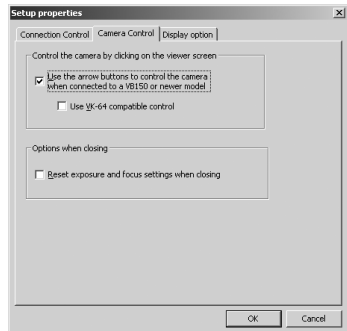 Setup properties
Connection Control Camera Control Display option
Control the camera by clicking on the viewer screen
Use the arrow buttons to control the camera
when connected to a VB150 or newer model
Use VK-64 compatible control
Options when closing
Reset exposure and focus settings when closing
OK Cancel